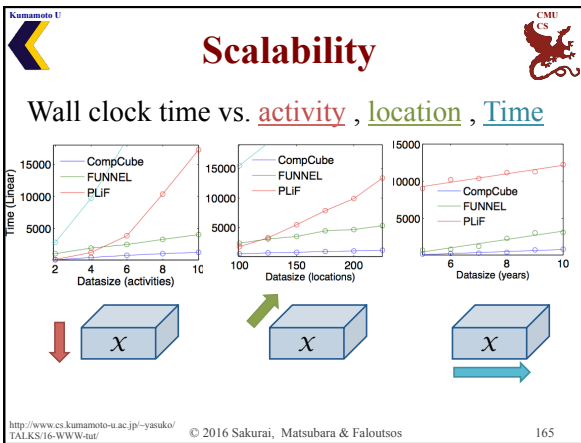 Kumamoto U
CMU
CS
Scalability
Wall clock time vs. activity , location , Time
Time (Linear)
15000
10000
5000
CompCube
FUNNEL
PLiF
2 4 6 8 10
Datasize (activities)
15000
10000
5000
CompCube
FUNNEL
PLiF
100 150 200
Datasize (locations)
15000
10000
5000
CompCube
FUNNEL
PLiF
6 8 10
Datasize (years)
x
x
x
http://www.cs.kumamoto-u.ac.jp/~yasuko/
TALKS/16-WWW-tut/
© 2016 Sakurai, Matsubara & Faloutsos
165